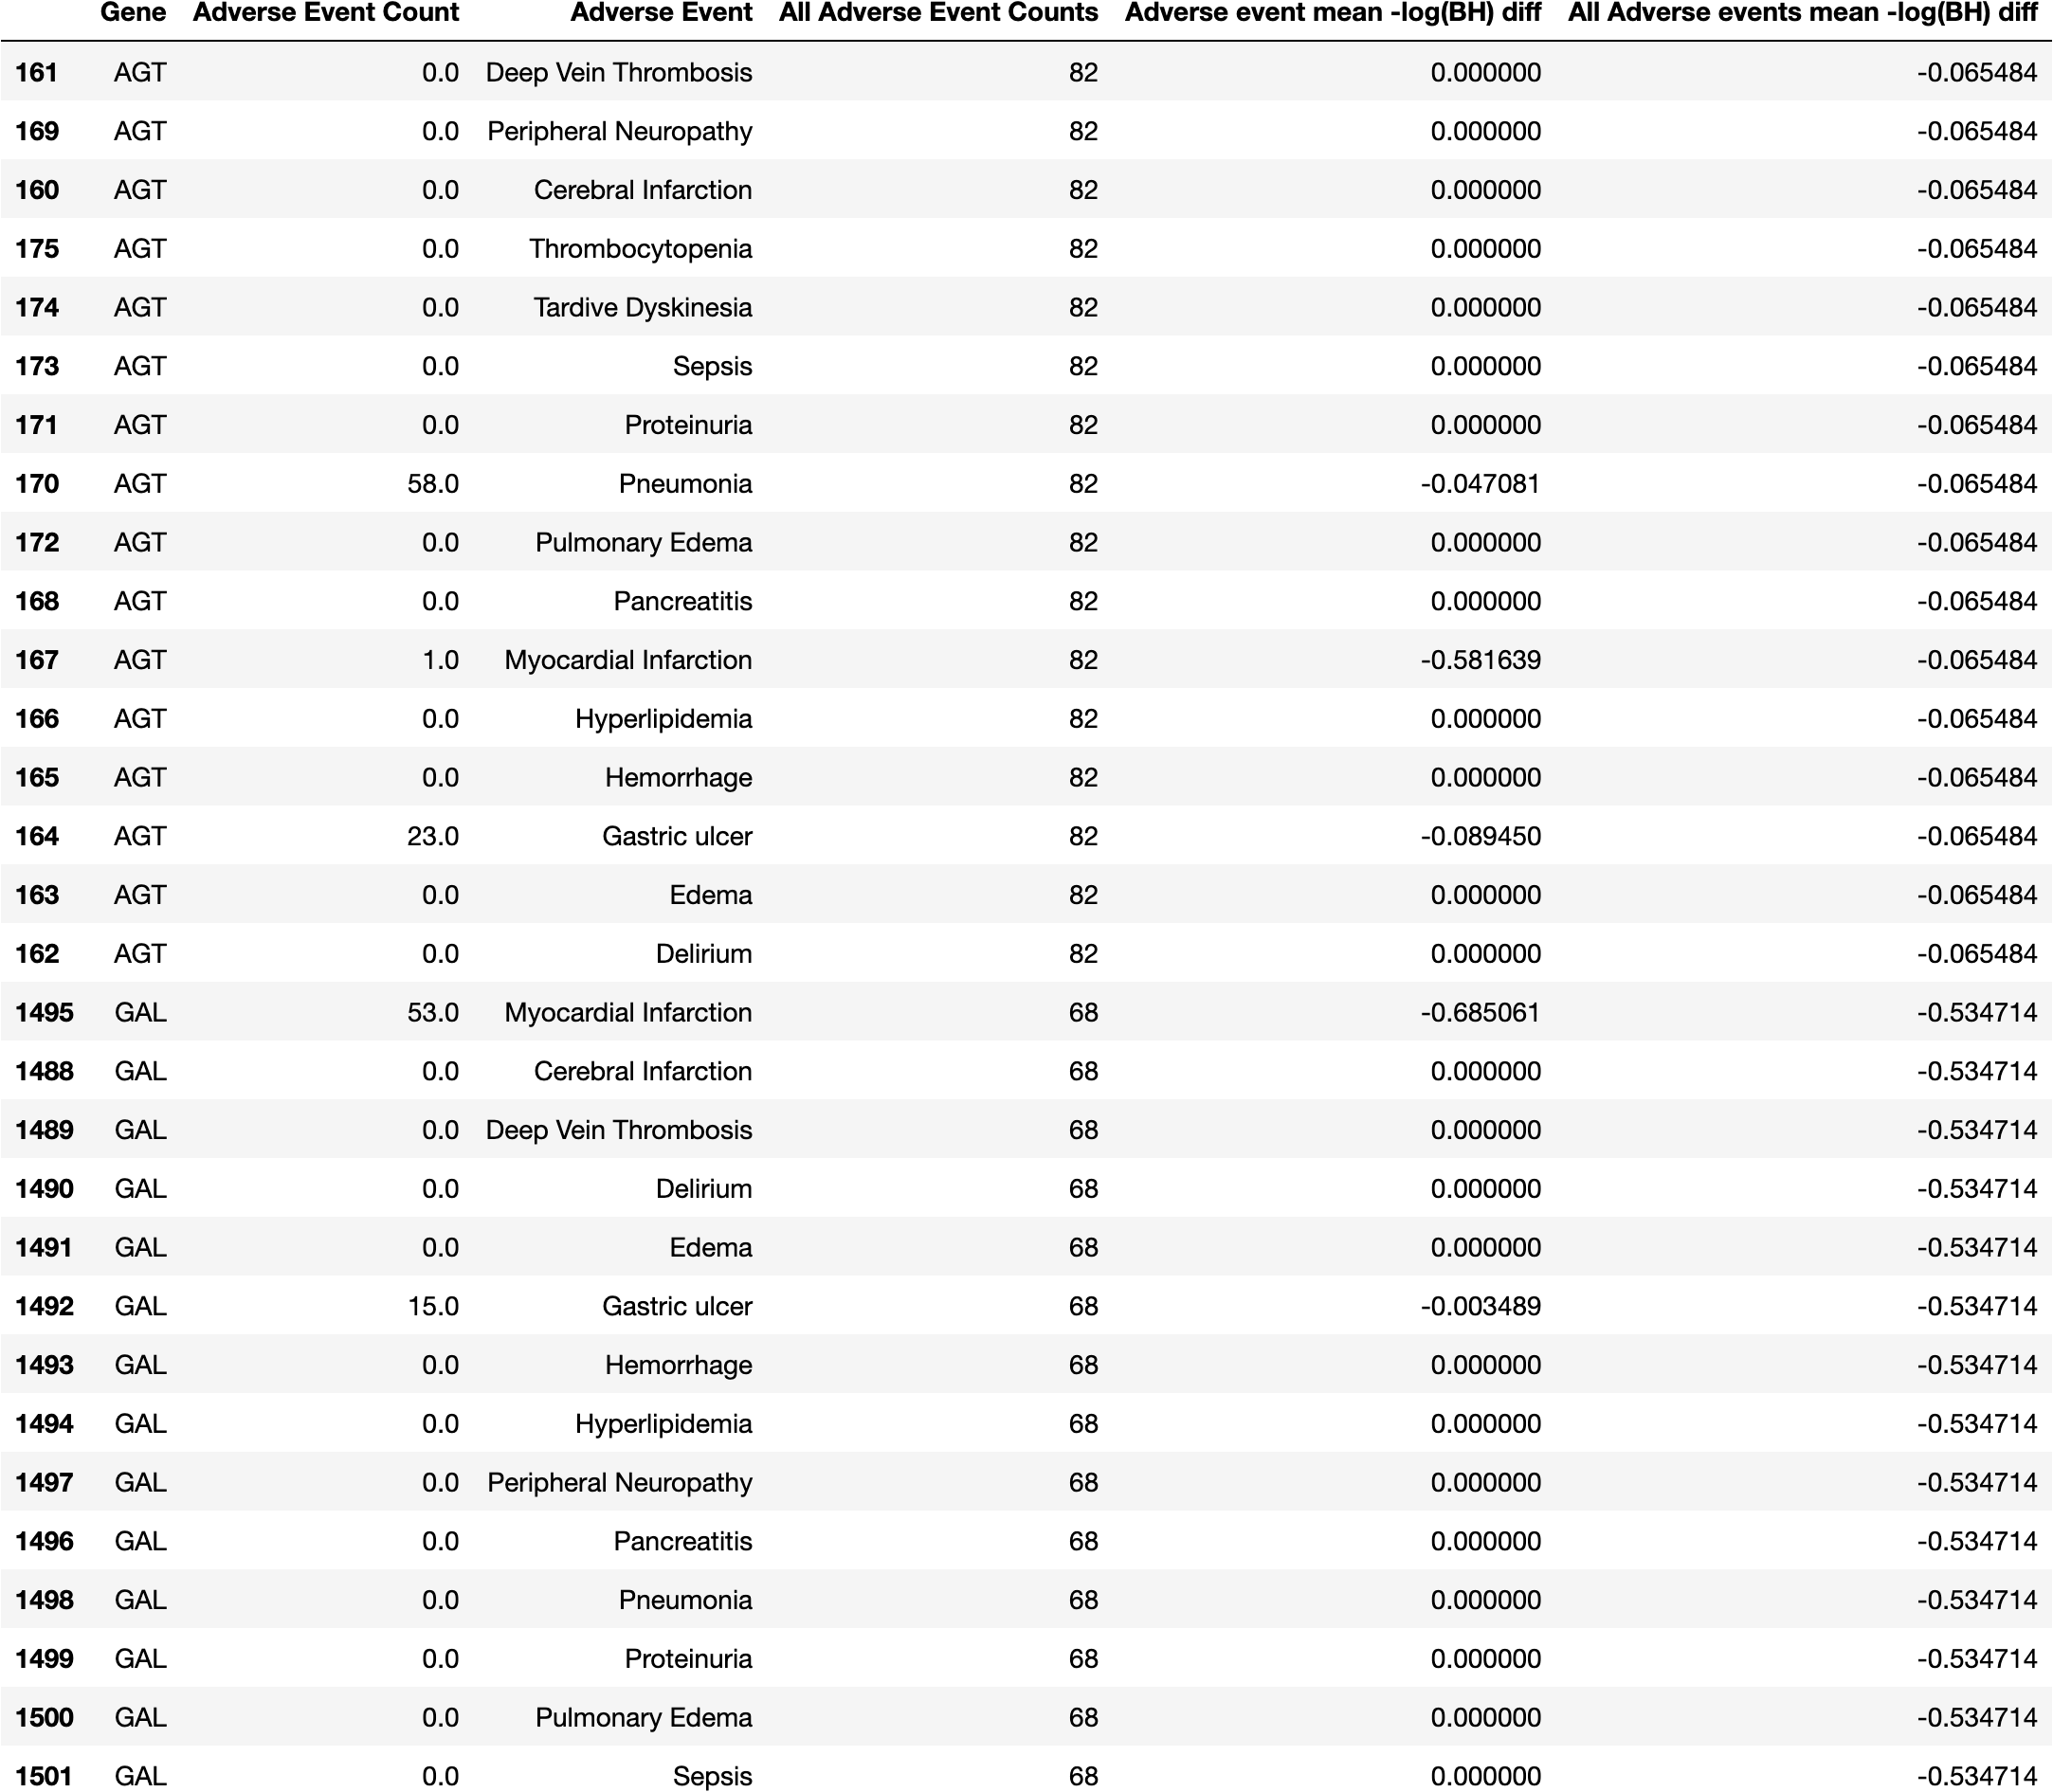 Gene Adverse Event Count Adverse Event All Adverse Event Counts Adverse event mean -log(BH) diff All Adverse events mean -log(BH) diff
161 AGT 0.0 Deep Vein Thrombosis 82 0.000000 -0.065484
169 AGT 0.0 Peripheral Neuropathy 82 0.000000 -0.065484
160 AGT 0.0 Cerebral Infarction 82 0.000000 -0.065484
175 AGT 0.0 Thrombocytopenia 82 0.000000 -0.065484
174 AGT 0.0 Tardive Dyskinesia 82 0.000000 -0.065484
173 AGT 0.0 Sepsis 82 0.000000 -0.065484
171 AGT 0.0 Proteinuria 82 0.000000 -0.065484
170 AGT 58.0 Pneumonia 82 -0.047081 -0.065484
172 AGT 0.0 Pulmonary Edema 82 0.000000 -0.065484
168 AGT 0.0 Pancreatitis 82 0.000000 -0.065484
167 AGT 1.0 Myocardial Infarction 82 -0.581639 -0.065484
166 AGT 0.0 Hyperlipidemia 82 0.000000 -0.065484
165 AGT 0.0 Hemorrhage 82 0.000000 -0.065484
164 AGT 23.0 Gastric ulcer 82 -0.089450 -0.065484
163 AGT 0.0 Edema 82 0.000000 -0.065484
162 AGT 0.0 Delirium 82 0.000000 -0.065484
1495 GAL 53.0 Myocardial Infarction 68 -0.685061 -0.534714
1488 GAL 0.0 Cerebral Infarction 68 0.000000 -0.534714
1489 GAL 0.0 Deep Vein Thrombosis 68 0.000000 -0.534714
1490 GAL 0.0 Delirium 68 0.000000 -0.534714
1491 GAL 0.0 Edema 68 0.000000 -0.534714
1492 GAL 15.0 Gastric ulcer 68 -0.003489 -0.534714
1493 GAL 0.0 Hemorrhage 68 0.000000 -0.534714
1494 GAL 0.0 Hyperlipidemia 68 0.000000 -0.534714
1497 GAL 0.0 Peripheral Neuropathy 68 0.000000 -0.534714
1496 GAL 0.0 Pancreatitis 68 0.000000 -0.534714
1498 GAL 0.0 Pneumonia 68 0.000000 -0.534714
1499 GAL 0.0 Proteinuria 68 0.000000 -0.534714
1500 GAL 0.0 Pulmonary Edema 68 0.000000 -0.534714
1501 GAL 0.0 Sepsis 68 0.000000 -0.534714